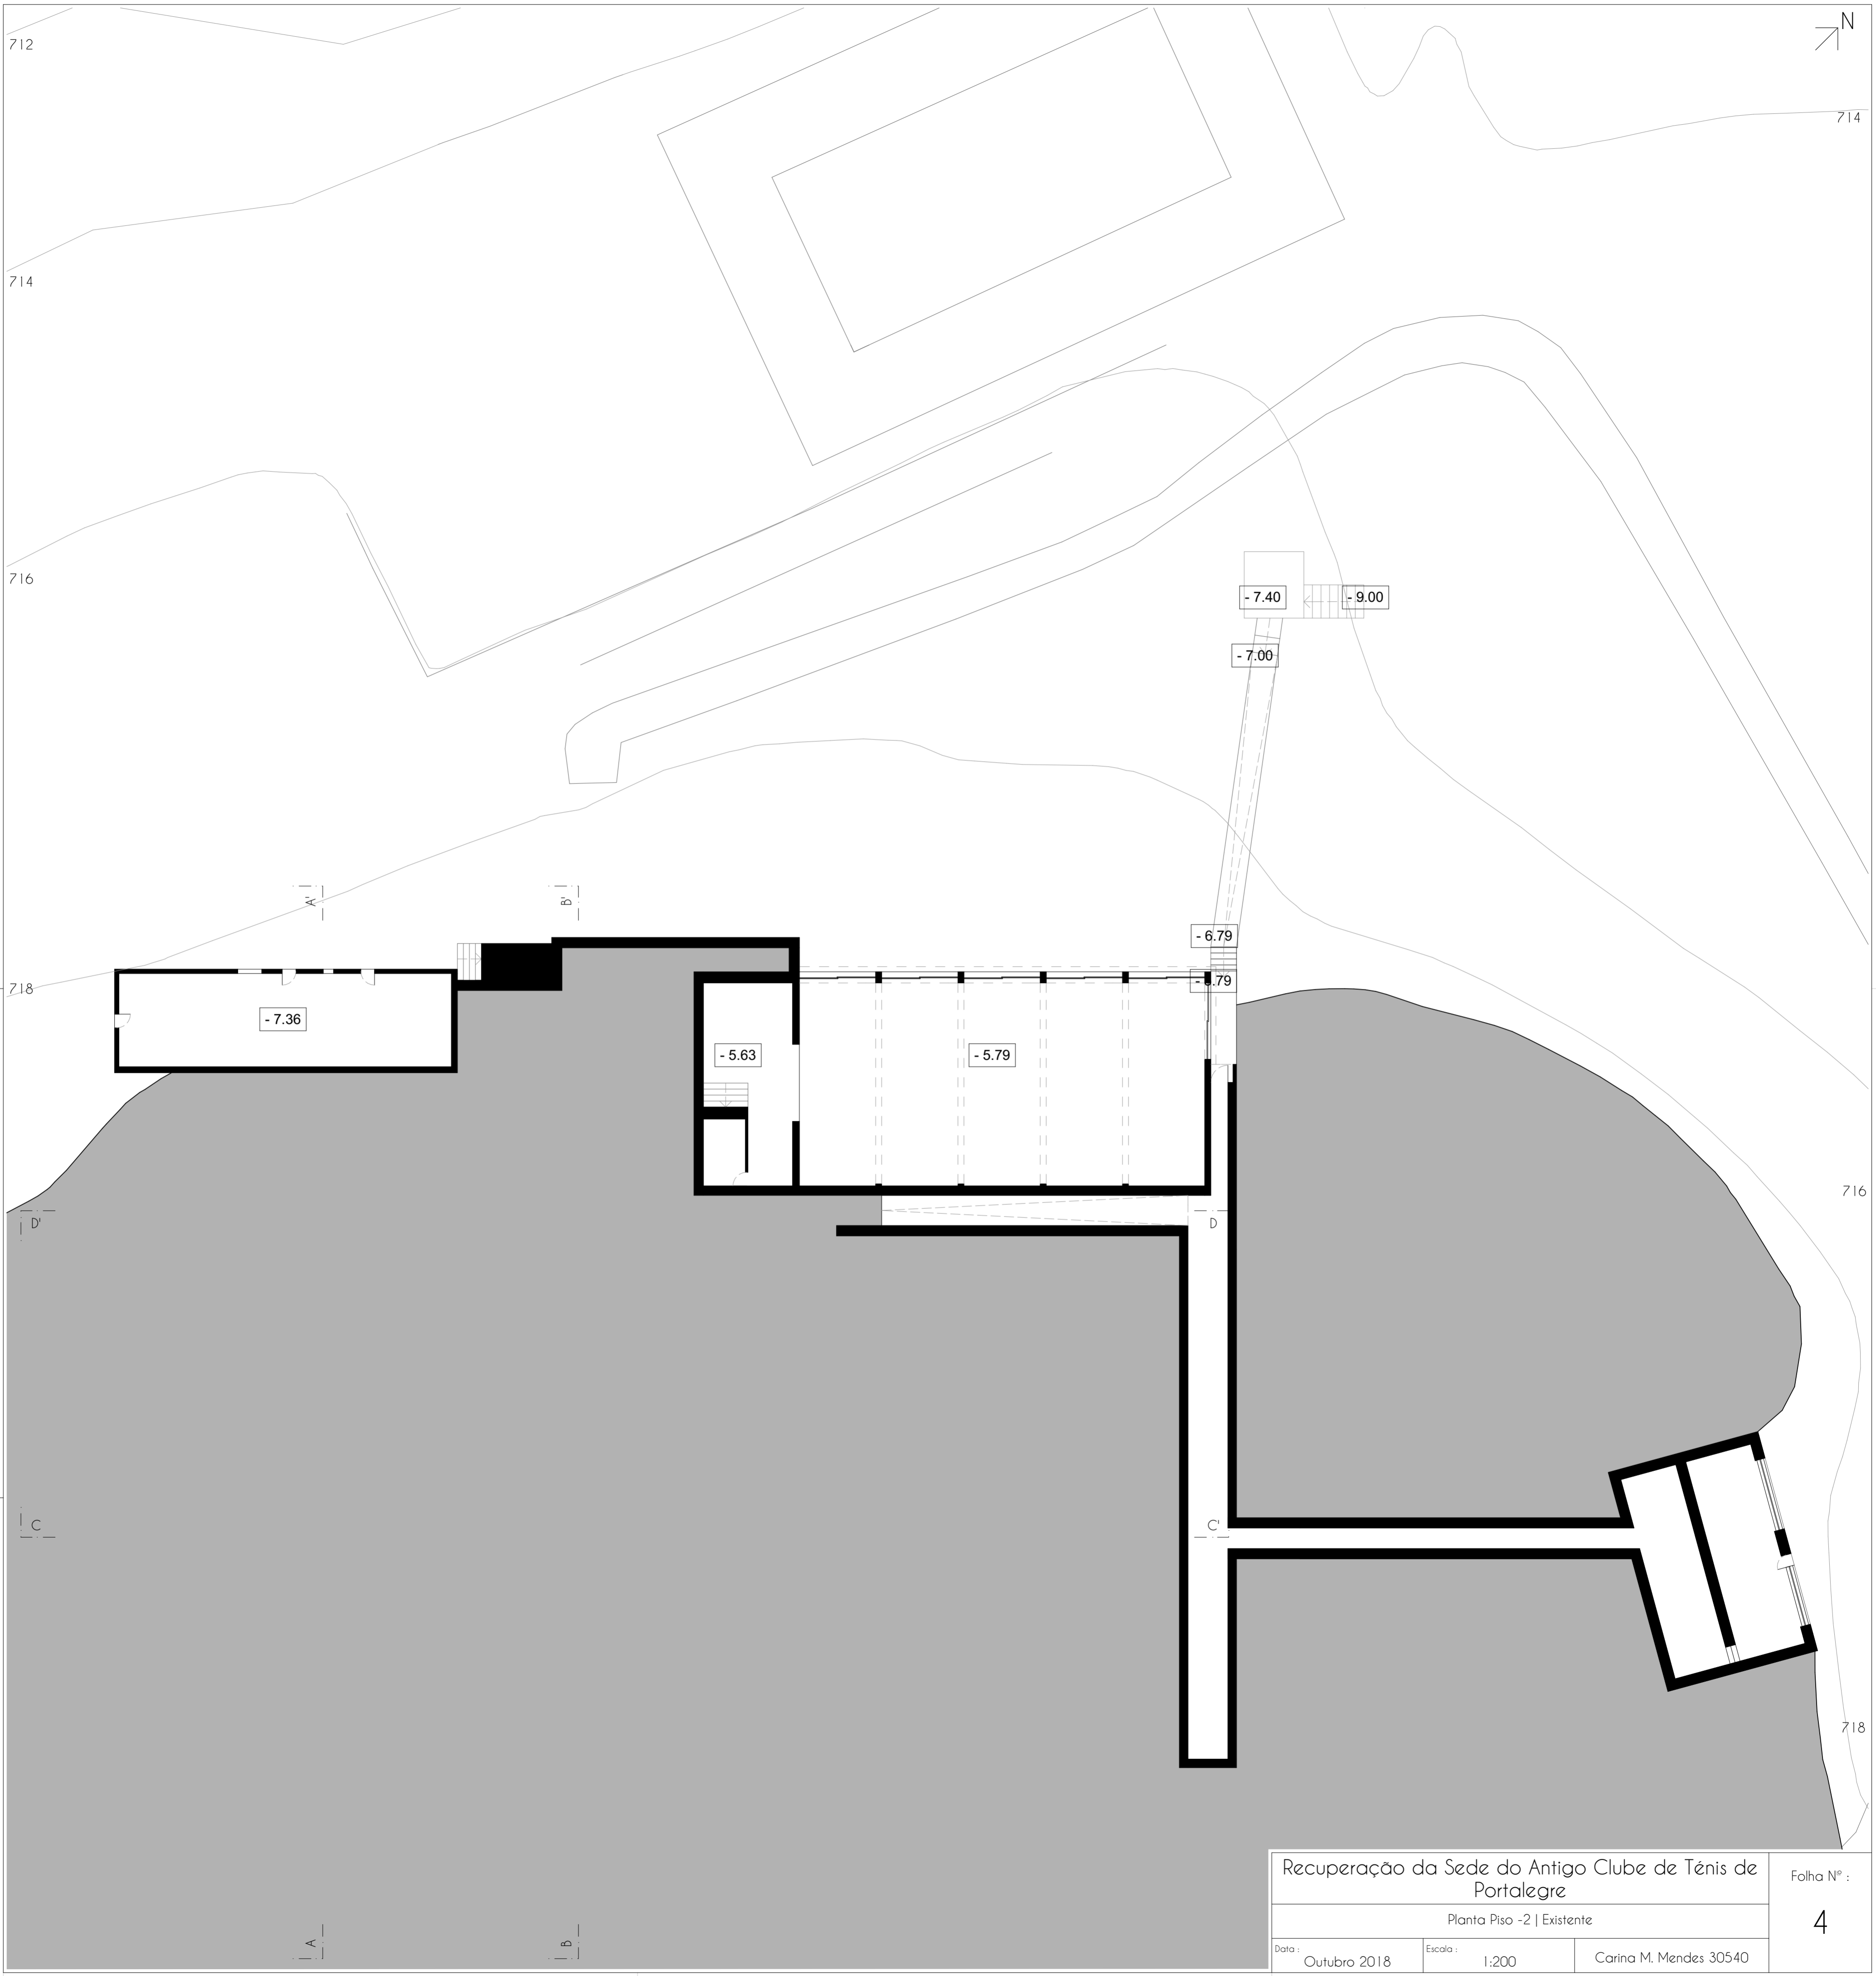 N
712
714
714
716
- 7.40
- 9.00
- 7.00
A'
B'
- 6.79
718
- 5.79
- 7.36
- 5.63
- 5.79
716
D'
D
C
C'
718
A
B
Recuperação da Sede do Antigo Clube de Ténis de
Portalegre
Folha Nº :
4
Planta Piso -2 | Existente
Data :
Outubro 2018
Escala :
1:200
Carina M. Mendes 30540